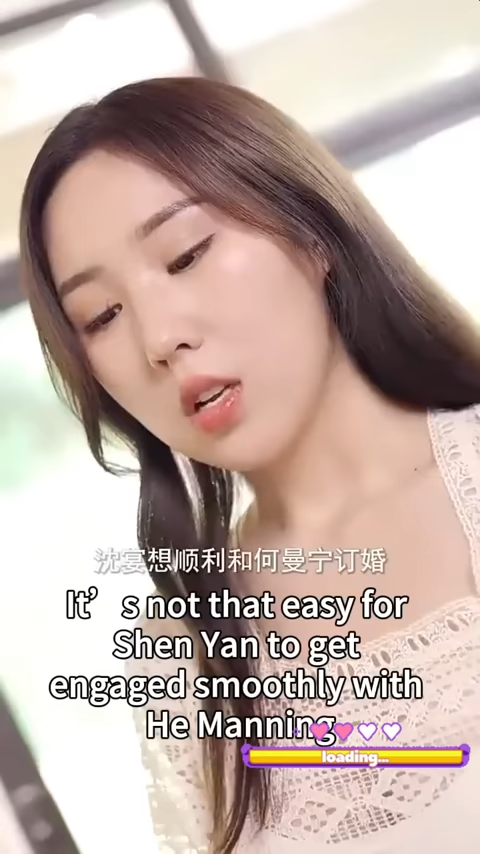 沈宴想顺利和何曼宁订婚
It’s not that easy for
Shen Yan to get
engaged smoothly with
He Manning
loading...